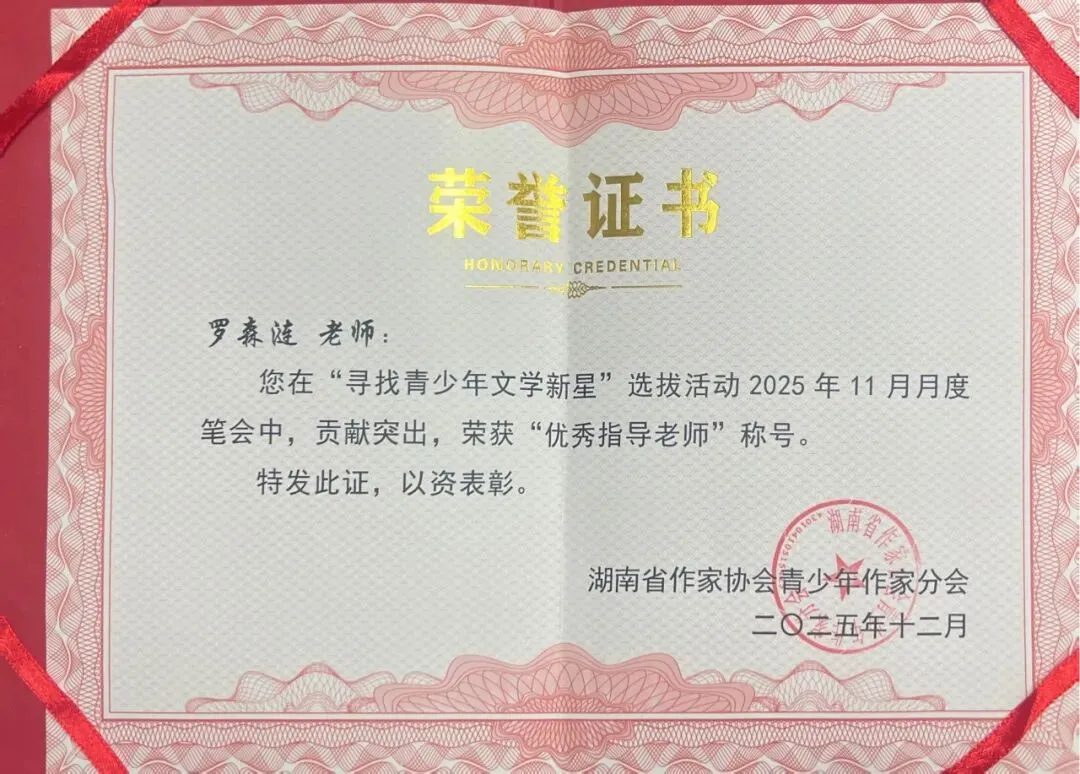 荣誉证书
HONORARY CREDENTIAL
罗森涟 老师：
您在“寻找青少年文学新星”选拔活动 2025 年 11 月月度
笔会中，贡献突出，荣获“优秀指导老师”称号。
特发此证，以资表彰。
湖南省作家协会青少年作家分会
二〇二五年十二月